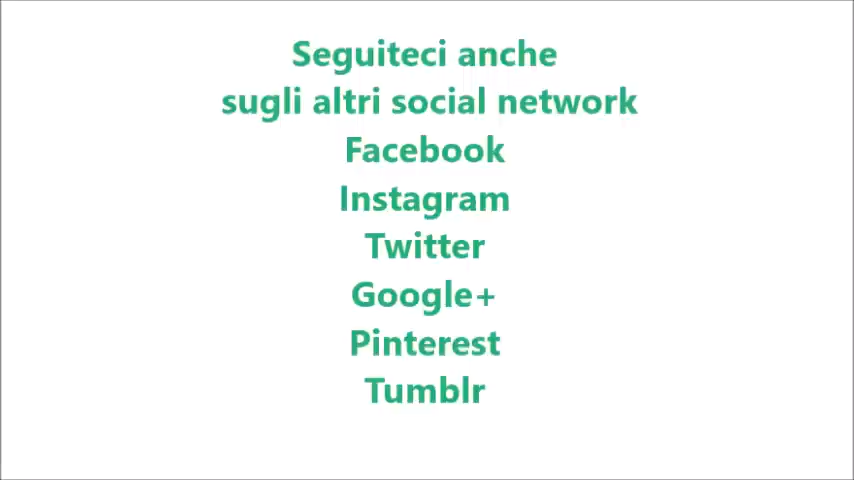 Seguiteci anche
sugli altri social network
Facebook
Instagram
Twitter
Google+
Pinterest
Tumblr